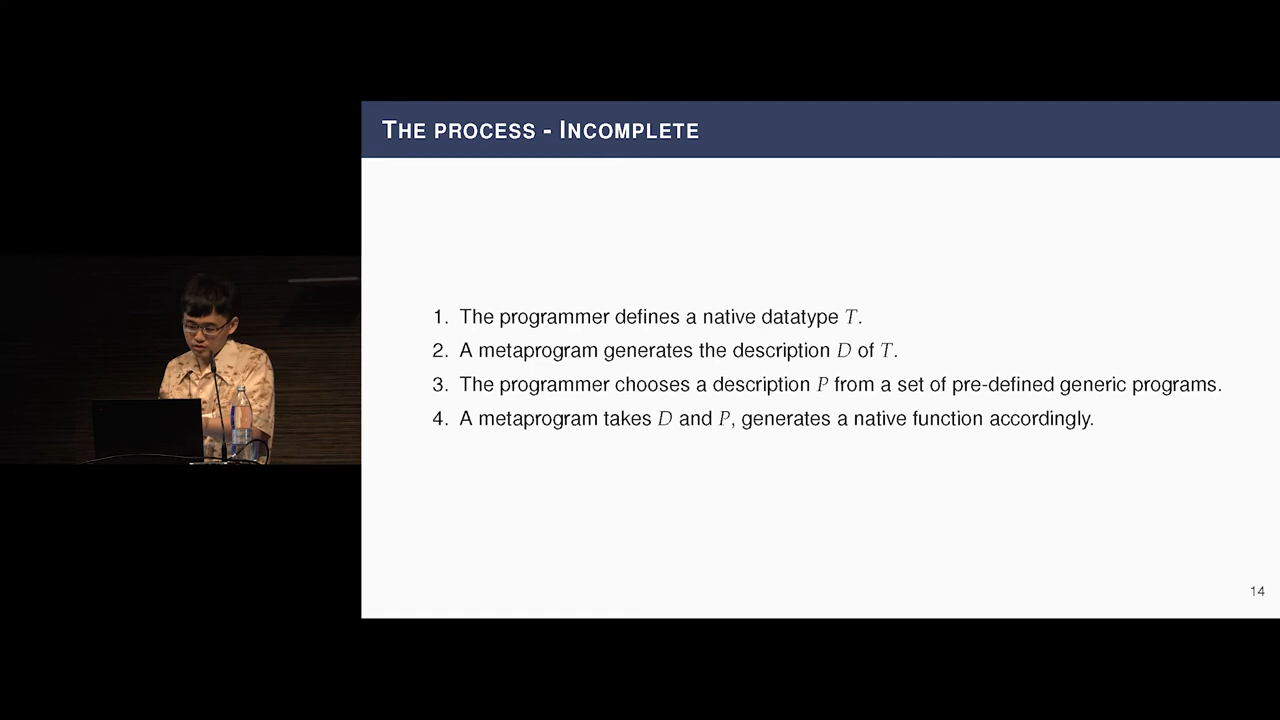 THE PROCESS - INCOMPLETE
1. The programmer defines a native datatype T.
2. A metaprogram generates the description D of T.
3. The programmer chooses a description P from a set of pre-defined generic programs.
4. A metaprogram takes D and P, generates a native function accordingly.
14